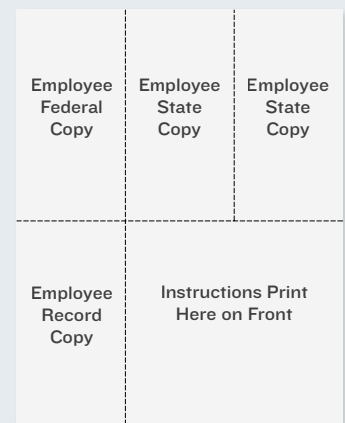 Employee
Federal
Copy
Employee
State
Copy
Employee
State
Copy
Employee
Record
Copy
Instructions Print
Here on Front